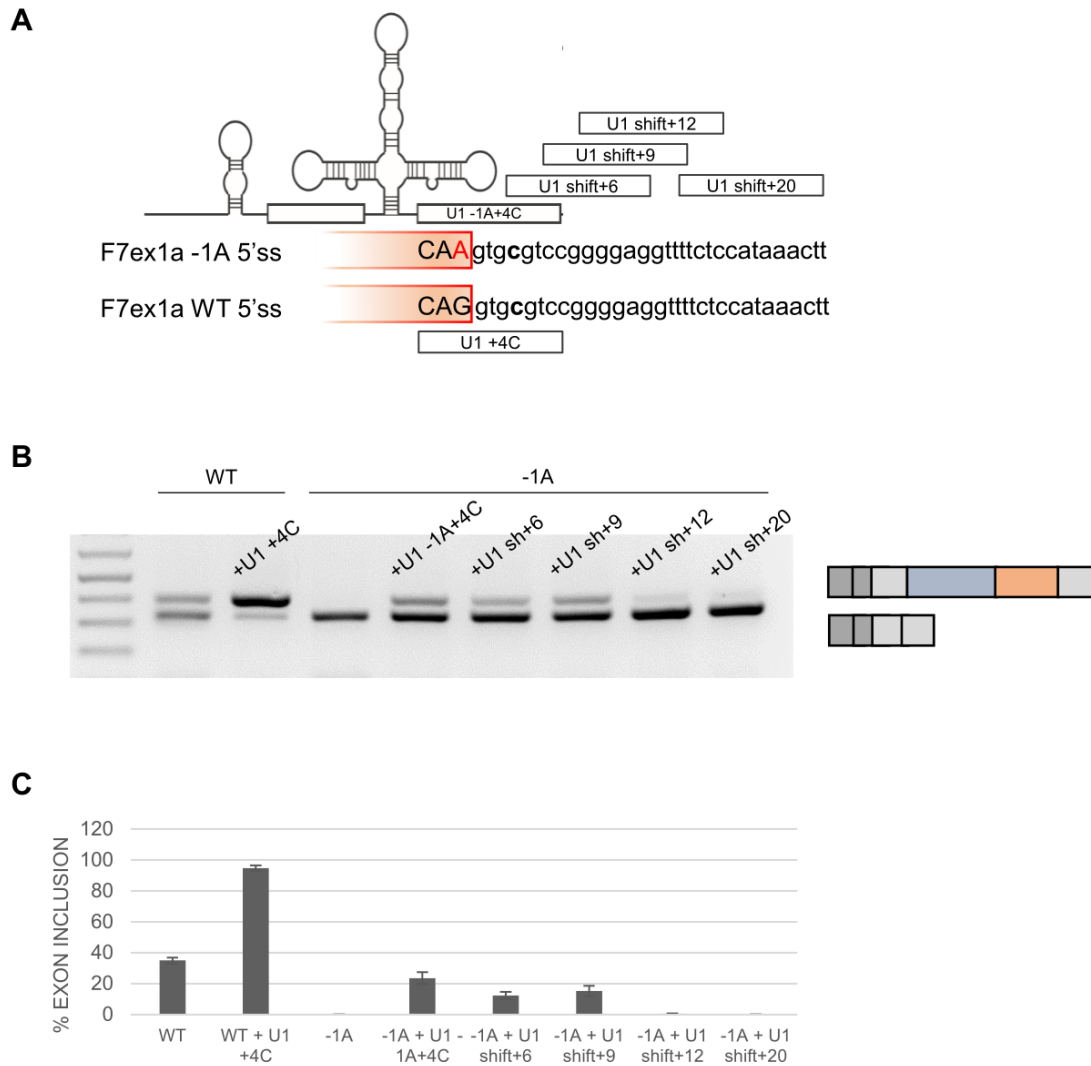 A
U1 shift+12
U1 shift+9
U1 shift+6
U1 shift+20
U1 -1A+4C
F7ex1a -1A 5’ss
CAAgtgcgtccggggaggttttctccataaactt
F7ex1a WT 5’ss
CAGgtgcgtccggggaggttttctccataaactt
U1 +4C
B
WT
-1A
+U1 +4C
+U1 -1A+4C
+U1 sh+6
+U1 sh+9
+U1 sh+12
+U1 sh+20
C
% EXON INCLUSION
120
100
80
60
40
20
0
WT
WT + U1
+4C
-1A
-1A + U1 -
1A+4C
-1A + U1
shift+6
-1A + U1
shift+9
-1A + U1
shift+12
-1A + U1
shift+20